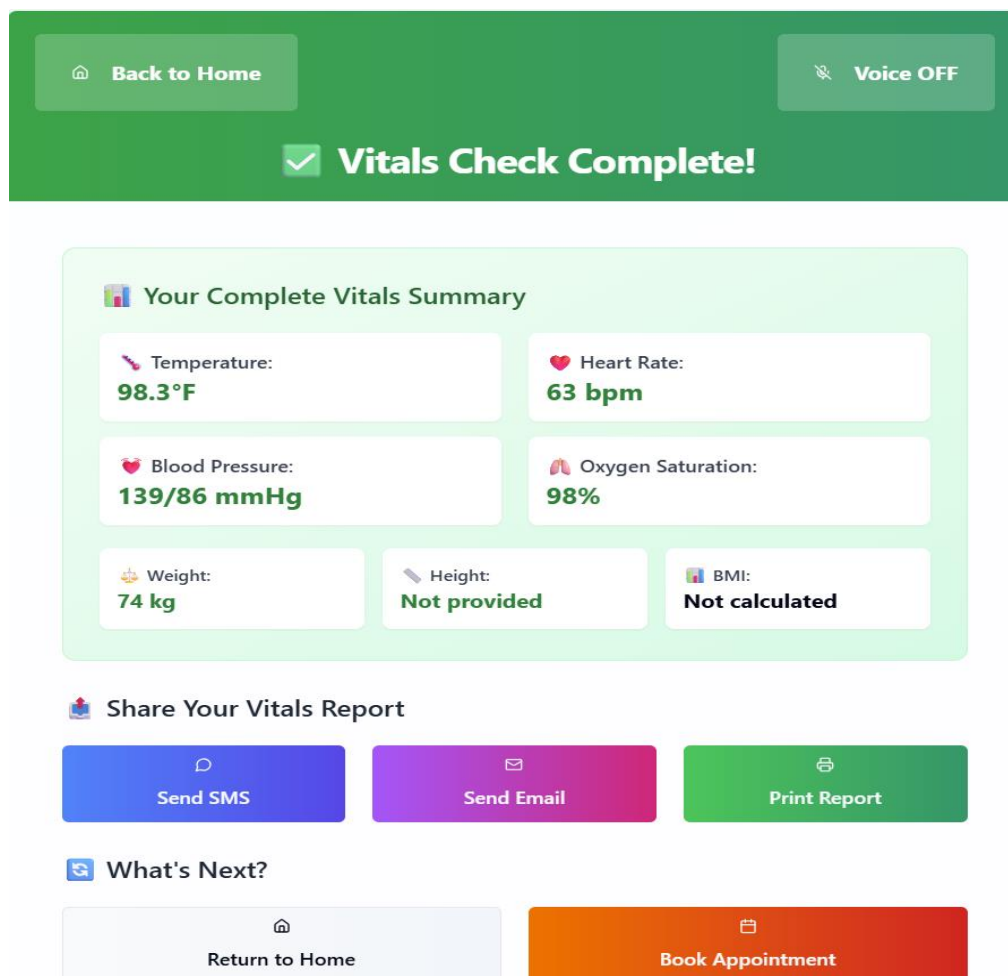 Back to Home
Voice OFF
Vitals Check Complete!
Your Complete Vitals Summary
Temperature:
98.3°F
Heart Rate:
63 bpm
Blood Pressure:
139/86 mmHg
Oxygen Saturation:
98%
Weight:
74 kg
Height:
Not provided
BMI:
Not calculated
Share Your Vitals Report
Send SMS
Send Email
Print Report
What's Next?
Return to Home
Book Appointment